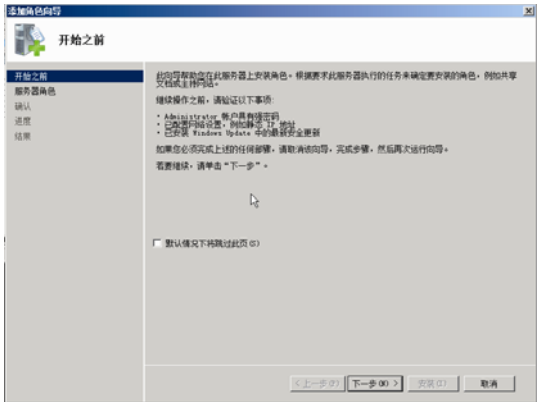 添加角色向导
开始之前
开始之前
服务器角色
确认
进度
结果
此向导帮助您在此服务器上安装角色。根据要求此服务器执行的任务来确定要安装的角色，例如共享
文档或主持网站。
继续操作之前，请验证以下事项:
· Administrator 帐户具有强密码
· 已配置网络设置，例如静态 IP 地址
· 已安装 Windows Update 中的最新安全更新
如果您必须完成上述的任何步骤，请取消该向导，完成步骤，然后再次运行向导。
若要继续，请单击“下一步”。
默认情况下将跳过此页(S)
< 上一步(P)
下一步(N) >
安装(I)
取消